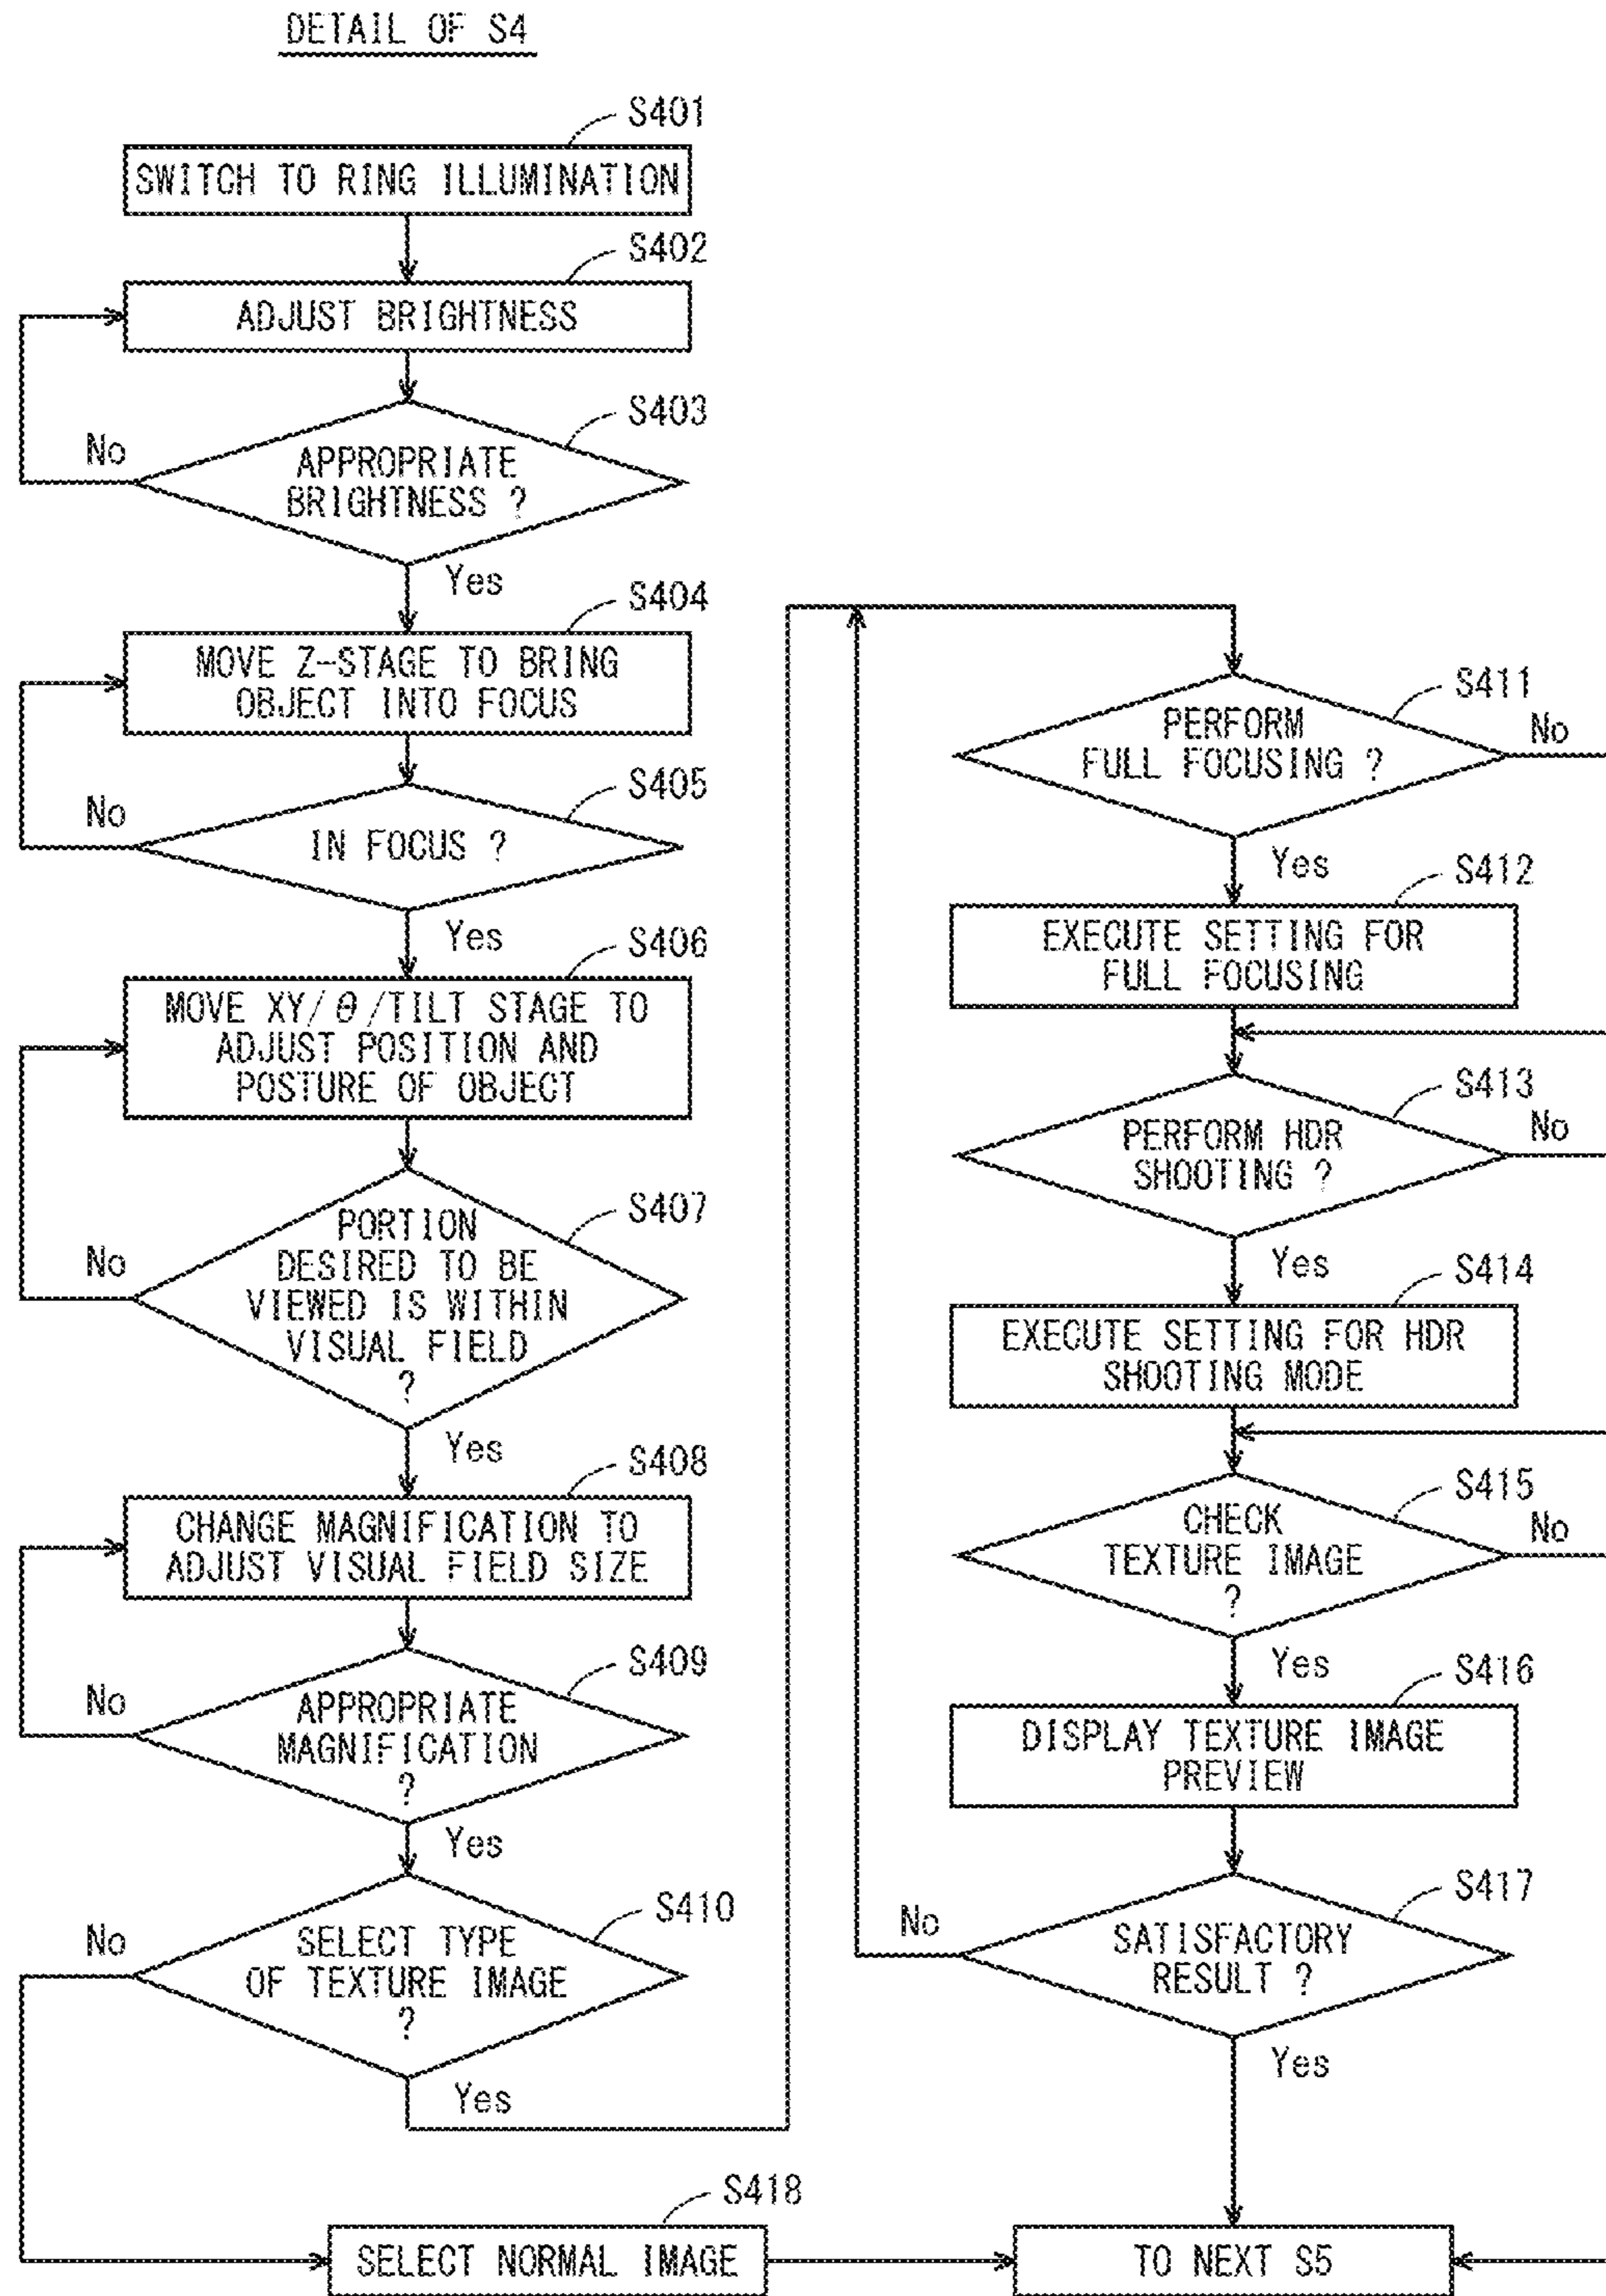 DETAIL OF S4
S401
SWITCH TO RING ILLUMINATION
S402
ADJUST BRIGHTNESS
S403
APPROPRIATE
BRIGHTNESS ?
No
Yes
S404
MOVE Z-STAGE TO BRING
OBJECT INTO FOCUS
S405
IN FOCUS ?
No
Yes
S406
MOVE XY/θ/TILT STAGE TO
ADJUST POSITION AND
POSTURE OF OBJECT
S407
PORTION
DESIRED TO BE
VIEWED IS WITHIN
VISUAL FIELD
?
No
Yes
S408
CHANGE MAGNIFICATION TO
ADJUST VISUAL FIELD SIZE
S409
APPROPRIATE
MAGNIFICATION
?
No
Yes
S410
SELECT TYPE
OF TEXTURE IMAGE
?
No
Yes
S418
SELECT NORMAL IMAGE
S411
PERFORM
FULL FOCUSING ?
No
Yes
S412
EXECUTE SETTING FOR
FULL FOCUSING
S413
PERFORM HDR
SHOOTING ?
No
Yes
S414
EXECUTE SETTING FOR HDR
SHOOTING MODE
S415
CHECK
TEXTURE IMAGE
?
No
Yes
S416
DISPLAY TEXTURE IMAGE
PREVIEW
S417
SATISFACTORY
RESULT ?
No
Yes
TO NEXT S5